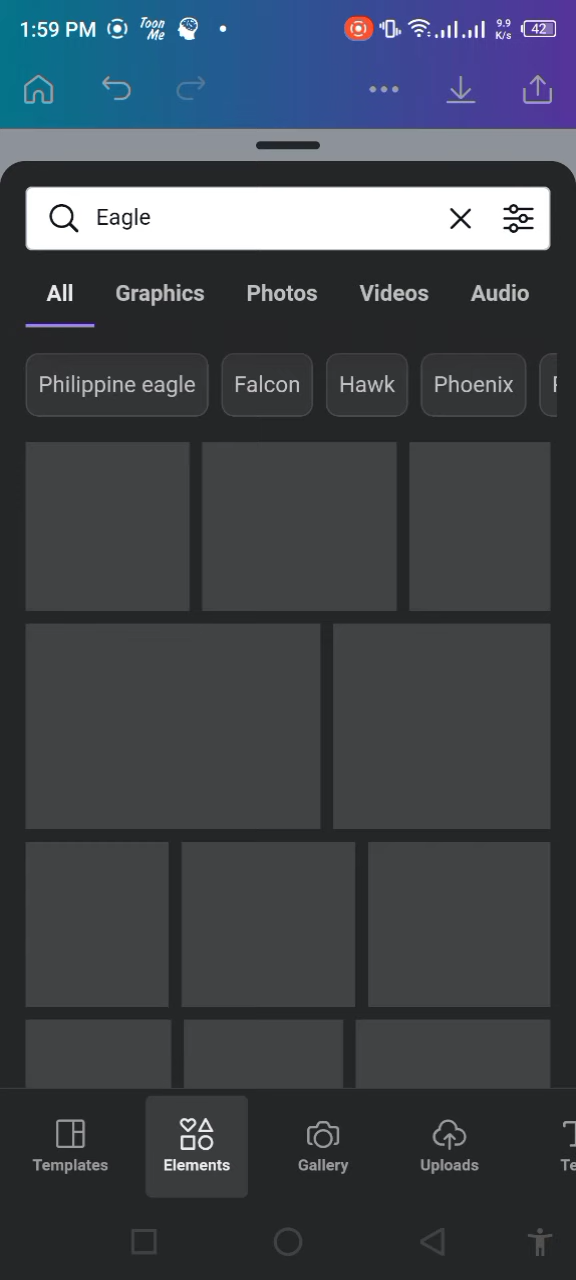 1:59 PM Toon Me 9.9 K/s 42
Eagle
All Graphics Photos Videos Audio
Philippine eagle Falcon Hawk Phoenix
Templates Elements Gallery Uploads Te